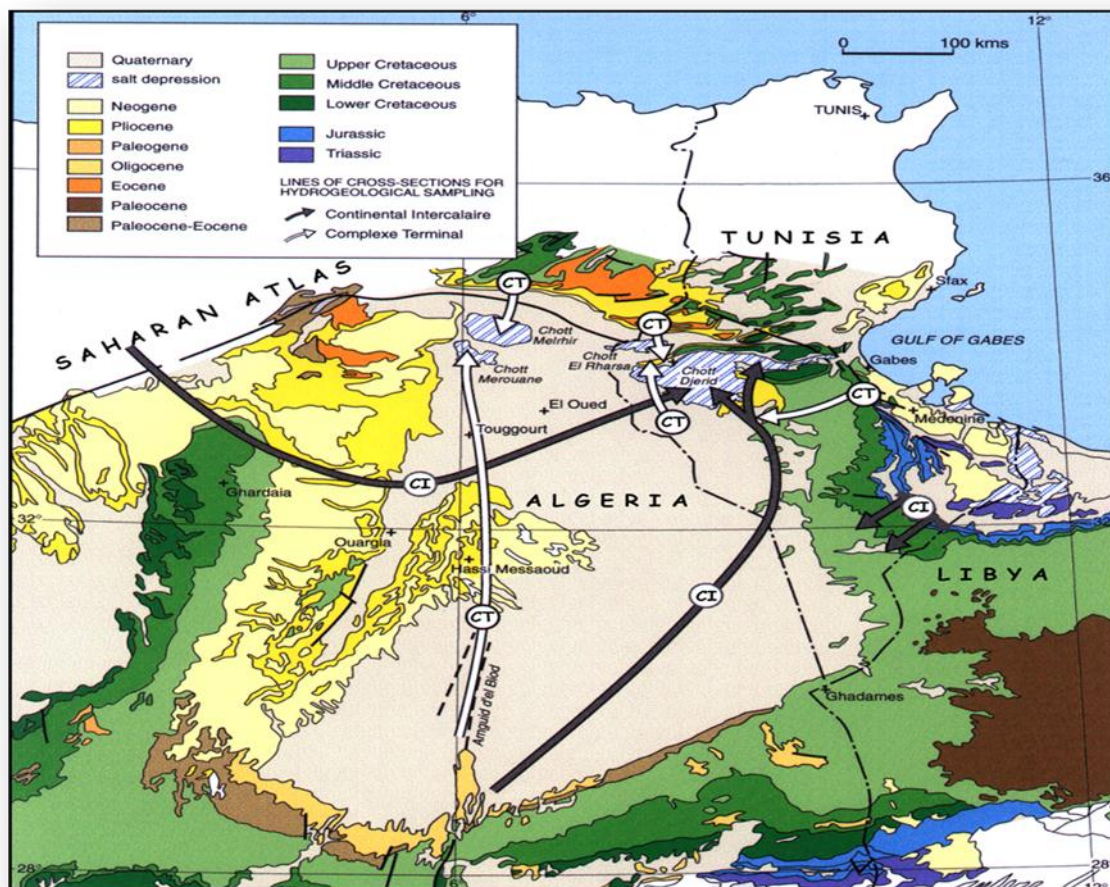 6°
12°
0 100 kms
Quaternary
salt depression
Neogene
Pliocene
Paleogene
Oligocene
Eocene
Paleocene
Paleocene-Eocene
Upper Cretaceous
Middle Cretaceous
Lower Cretaceous
Jurassic
Triassic
LINES OF CROSS-SECTIONS FOR
HYDROGEOLOGICAL SAMPLING
Continental Intercalaire
Complexe Terminal
TUNIS
36°
TUNISIA
SAHARAN ATLAS
Sfax
CT
CT
Chott
Melrhir
GULF OF GABES
Chott
El Rharsa
Gabes
Chott
Merouane
Chott
Djerid
CT
El Oued
CT
Medenine
Touggourt
CI
Ghardaia
ALGERIA
CI
32°
32°
Ouargla
Hassi Messaoud
LIBYA
CI
CT
Amguid d'el Biod
Ghadames
28°
28°
6°
12°